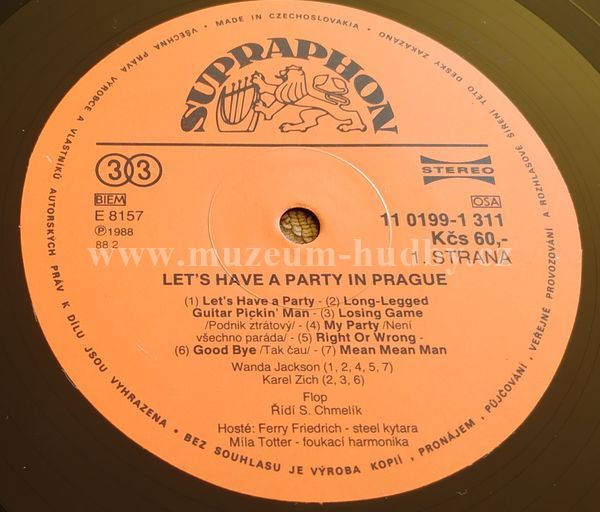 VŠECHNA PRÁVA VÝROBCE A VLASTNÍKŮ AUTORSKÝCH PRÁV K DÍLU JSOU VYHRAZENA • BEZ SOUHLASU JE VÝROBA KOPIÍ, PRONÁJEM, PŮJČOVÁNÍ, VEŘEJNÉ PROVOZOVÁNÍ A ROZHLASOVÉ ŠÍŘENÍ TÉTO DESKY ZAKÁZÁNO • MADE IN CZECHOSLOVAKIA •
SUPRAPHON
33
STEREO
BIEM
OSA
E 8157
11 0199-1 311
Ⓟ1988
Kčs 60,-
88 2
1. STRANA
www.muzeum-hudby
LET'S HAVE A PARTY IN PRAGUE
(1) Let's Have a Party - (2) Long-Legged
Guitar Pickin' Man - (3) Losing Game
/Podnik ztrátový/ - (4) My Party /Není
všechno paráda/ - (5) Right Or Wrong -
(6) Good Bye /Tak čau/ - (7) Mean Mean Man
Wanda Jackson (1, 2, 4, 5, 7)
Karel Zich (2, 3, 6)
Flop
Řídí S. Chmelík
Hosté: Ferry Friedrich - steel kytara
Míla Totter - foukací harmonika